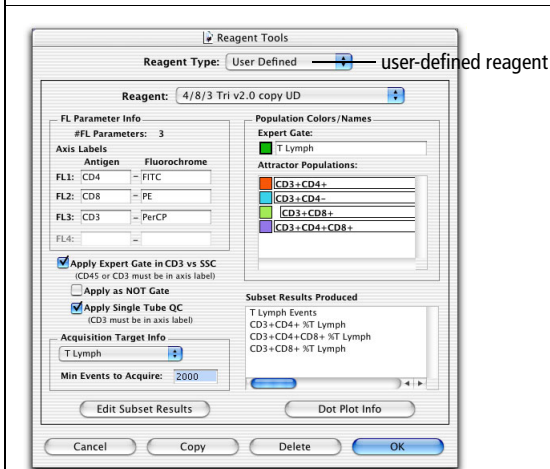 Reagent Tools
Reagent Type: User Defined
user-defined reagent
Reagent: 4/8/3 Tri v2.0 copy UD
FL Parameter Info
#FL Parameters: 3
Axis Labels
Antigen Fluorochrome
FL1: CD4 – FITC
FL2: CD8 – PE
FL3: CD3 – PerCP
FL4: –
Apply Expert Gate in CD3 vs SSC
(CD45 or CD3 must be in axis label)
Apply as NOT Gate
Apply Single Tube QC
(CD3 must be in axis label)
Acquisition Target Info
T Lymph
Min Events to Acquire: 2000
Population Colors/Names
Expert Gate:
T Lymph
Attractor Populations:
CD3+CD4+
CD3+CD4-
CD3+CD8+
CD3+CD4+CD8+
Subset Results Produced
T Lymph Events
CD3+CD4+ %T Lymph
CD3+CD4+CD8+ %T Lymph
CD3+CD8+ %T Lymph
Edit Subset Results
Dot Plot Info
Cancel
Copy
Delete
OK